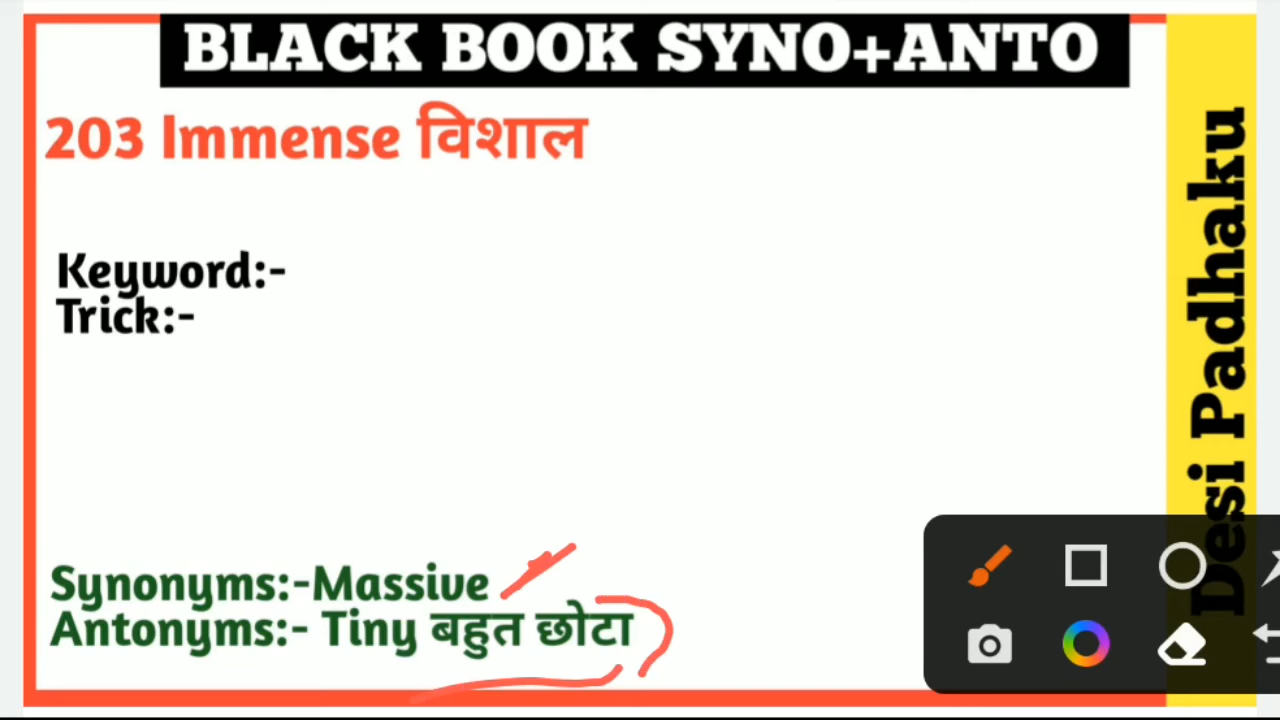 BLACK BOOK SYNO+ANTO
203 Immense विशाल
Keyword:-
Trick:-
Synonyms:-Massive
Antonyms:- Tiny बहुत छोटा
Desi Padhaku